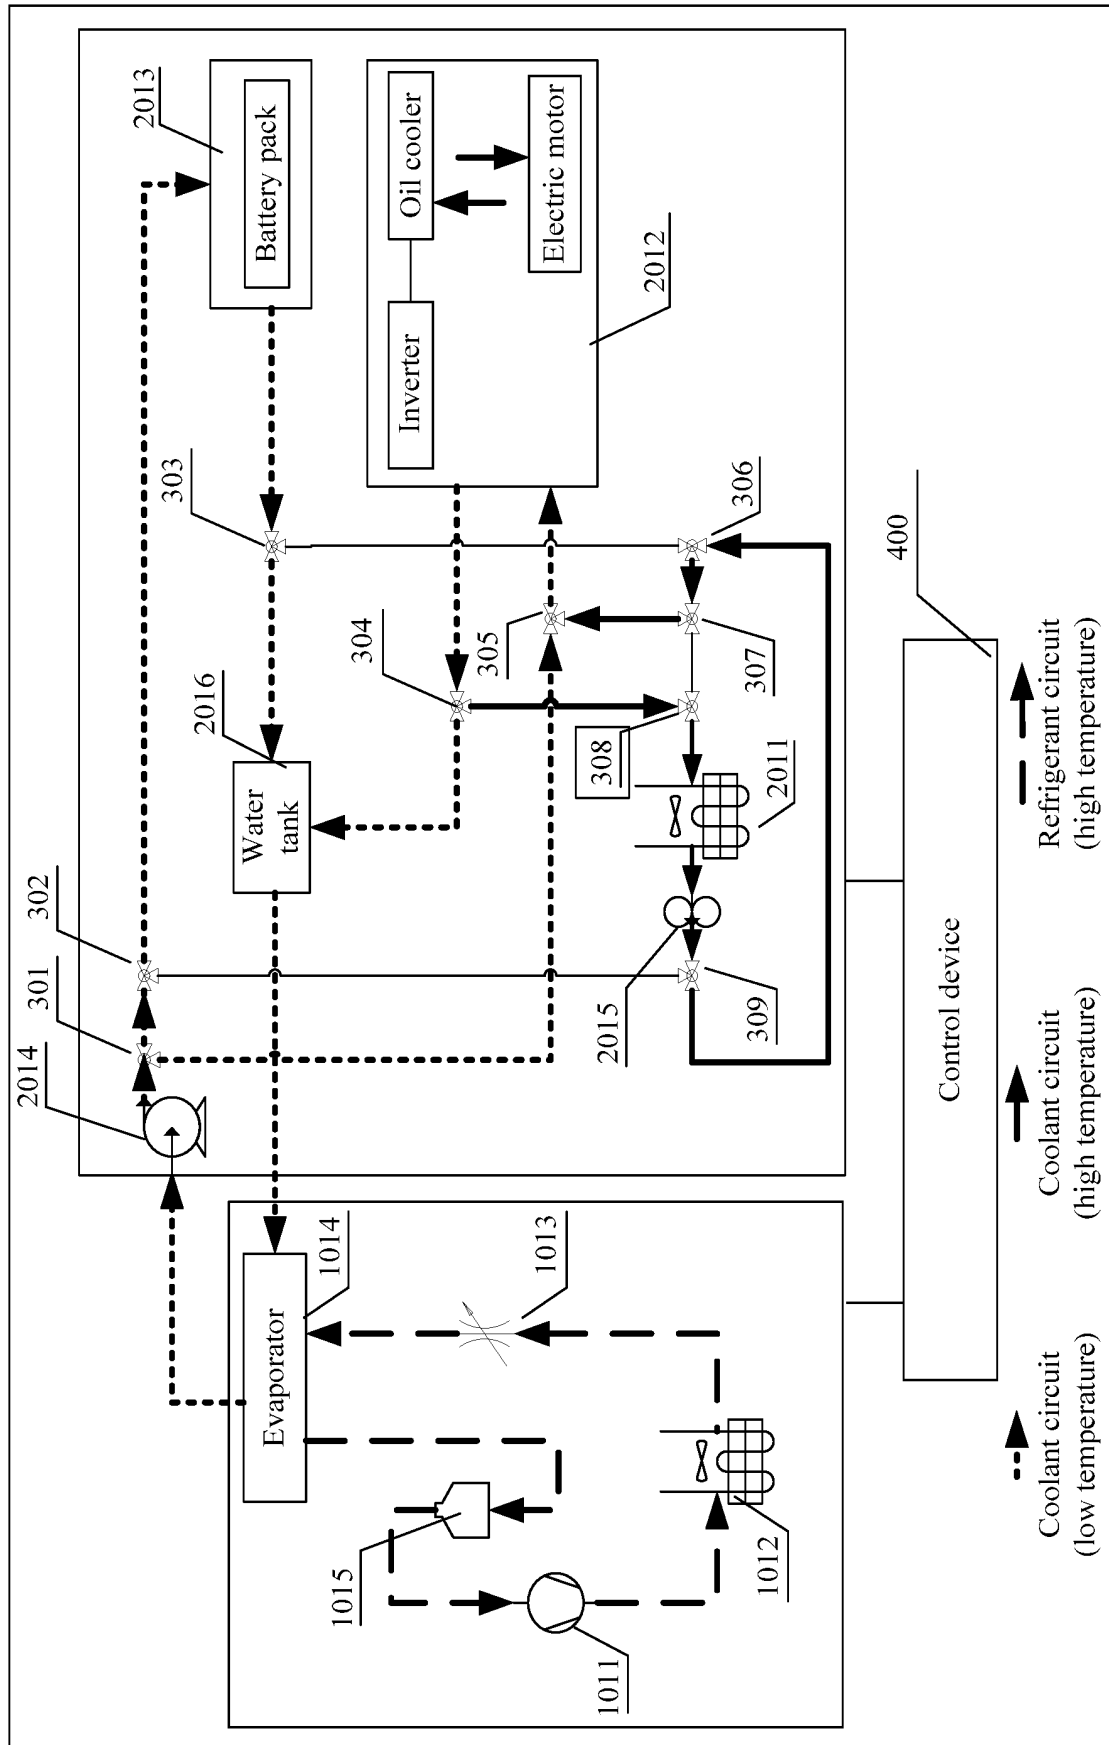 2014
301
302
2013
Battery pack
303
2016
Water
tank
Oil cooler
Inverter
Electric motor
2012
304
305
306
307
308
2011
2015
309
Evaporator
1014
1013
1015
1011
1012
400
Control device
Coolant circuit
(low temperature)
Coolant circuit
(high temperature)
Refrigerant circuit
(high temperature)